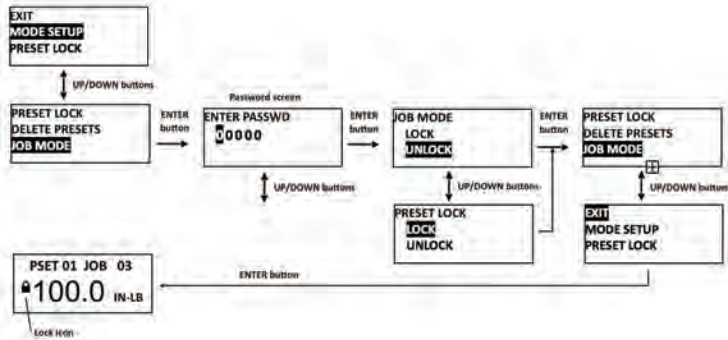 EXIT
MODE SETUP
PRESET LOCK
UP/DOWN buttons
PRESET LOCK
DELETE PRESETS
JOB MODE
ENTER
button
Password screen
ENTER PASSWD
00000
UP/DOWN buttons
ENTER
button
JOB MODE
LOCK
UNLOCK
UP/DOWN buttons
PRESET LOCK
LOCK
UNLOCK
ENTER
button
PRESET LOCK
DELETE PRESETS
JOB MODE
UP/DOWN button
EXIT
MODE SETUP
PRESET LOCK
ENTER button
PSET 01 JOB 03
100.0 IN-LB
Lock icon